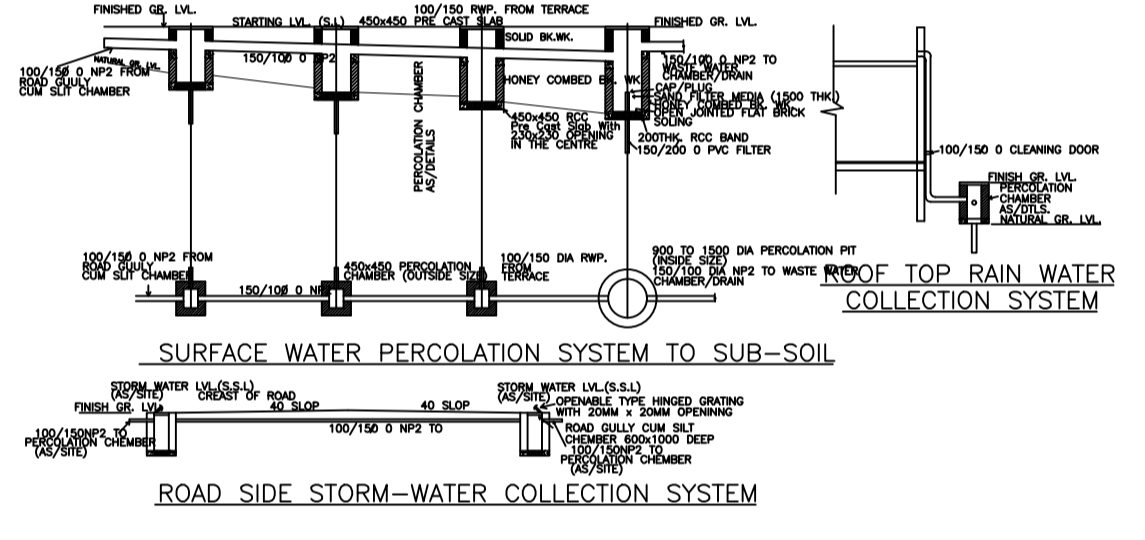 FINISHED GR. LVL.
STARTING LVL. (S.L)
100/150 RWP. FROM TERRACE
450x450 PRE CAST SLAB
FINISHED GR. LVL.
SOLID BK.WK.
NATURAL GR. LVL.
100/150 0 NP2 FROM
ROAD GUULY
CUM SLIT CHAMBER
150/100 0 NP2
PERCOLATION CHAMBER
AS/DETAILS
HONEY COMBED BK. WK
450x450 RCC
Pre Cast Slab With
230x230 OPENING
IN THE CENTRE
150/100 0 NP2 TO
WASTE WATER
CHAMBER/DRAIN
CAP/PLUG
SAND FILTER MEDIA (1500 THK.)
HONEY COMBED BK. WK
OPEN JOINTED FLAT BRICK
SOLING
200THK. RCC BAND
150/200 0 PVC FILTER
100/150 0 NP2 FROM
ROAD GUULY
CUM SLIT CHAMBER
150/100 0 NP2
450x450 PERCOLATION
CHAMBER (OUTSIDE SIZE)
100/150 DIA RWP.
FROM
TERRACE
900 TO 1500 DIA PERCOLATION PIT
(INSIDE SIZE)
150/100 DIA NP2 TO WASTE WATER
CHAMBER/DRAIN
SURFACE WATER PERCOLATION SYSTEM TO SUB-SOIL
100/150 0 CLEANING DOOR
FINISH GR. LVL.
PERCOLATION
CHAMBER
AS/DTLS.
NATURAL GR. LVL.
ROOF TOP RAIN WATER
COLLECTION SYSTEM
STORM WATER LVL.(S.S.L)
(AS/SITE)
CREAST OF ROAD
FINISH GR. LVL.
40 SLOP
40 SLOP
100/150NP2 TO
PERCOLATION CHEMBER
(AS/SITE)
100/150 0 NP2 TO
STORM WATER LVL.(S.S.L)
(AS/SITE)
OPENABLE TYPE HINGED GRATING
WITH 20MM x 20MM OPENINNG
ROAD GULLY CUM SILT
CHEMBER 600x1000 DEEP
100/150NP2 TO
PERCOLATION CHEMBER
(AS/SITE)
ROAD SIDE STORM-WATER COLLECTION SYSTEM